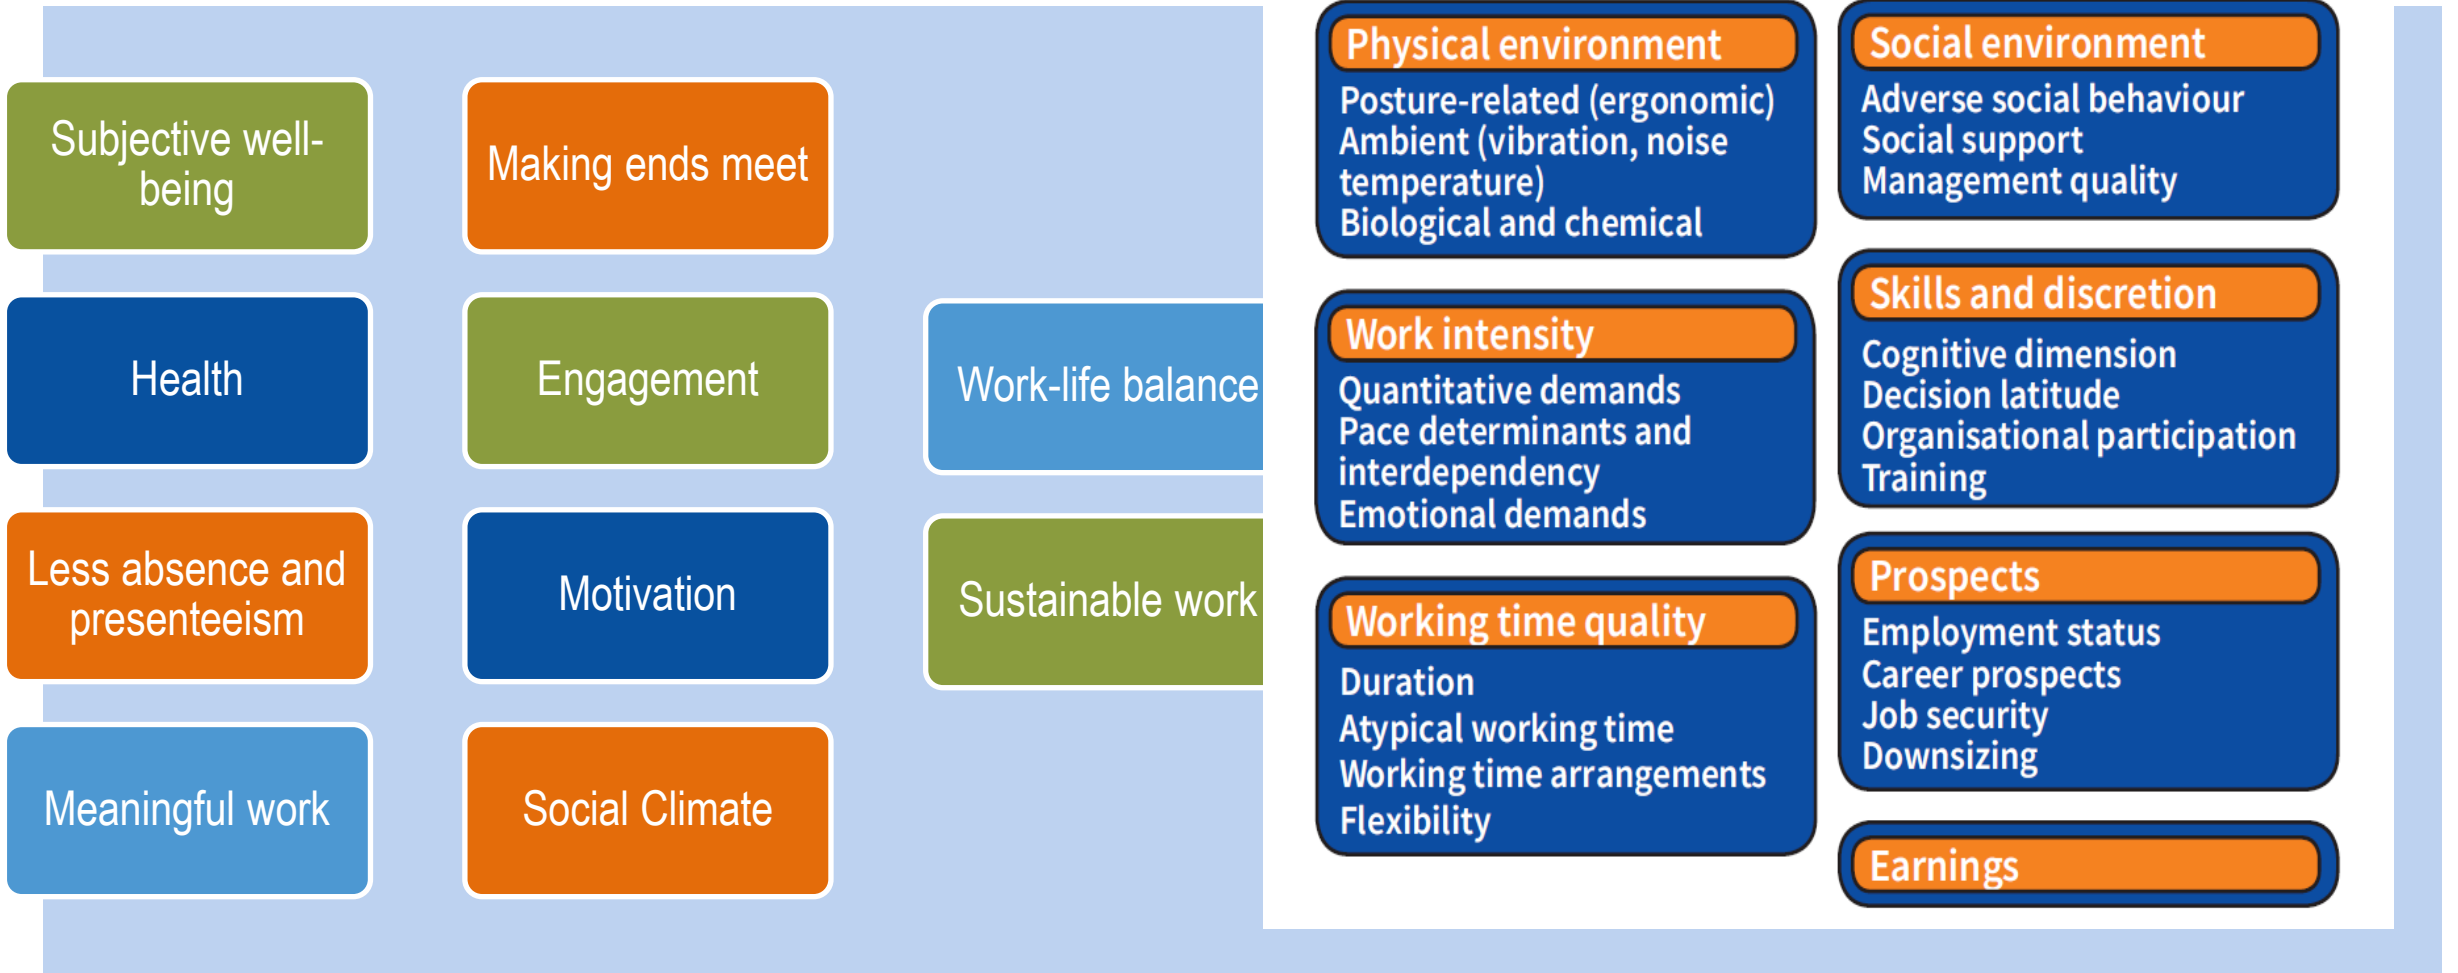 Subjective well-
being
Making ends meet
Health
Engagement
Work-life balance
Less absence and
presenteeism
Motivation
Sustainable work
Meaningful work
Social Climate
Physical environment
Posture-related (ergonomic)
Ambient (vibration, noise
temperature)
Biological and chemical
Work intensity
Quantitative demands
Pace determinants and
interdependency
Emotional demands
Working time quality
Duration
Atypical working time
Working time arrangements
Flexibility
Social environment
Adverse social behaviour
Social support
Management quality
Skills and discretion
Cognitive dimension
Decision latitude
Organisational participation
Training
Prospects
Employment status
Career prospects
Job security
Downsizing
Earnings